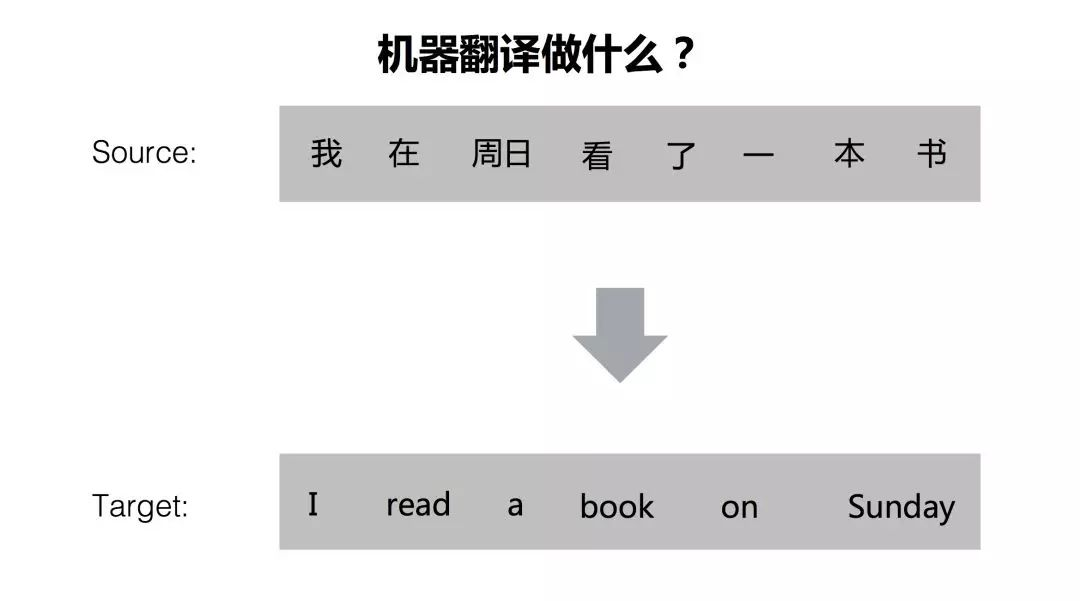 机器翻译做什么？
Source: 我 在 周日 看 了 一 本 书
Target: I read a book on Sunday